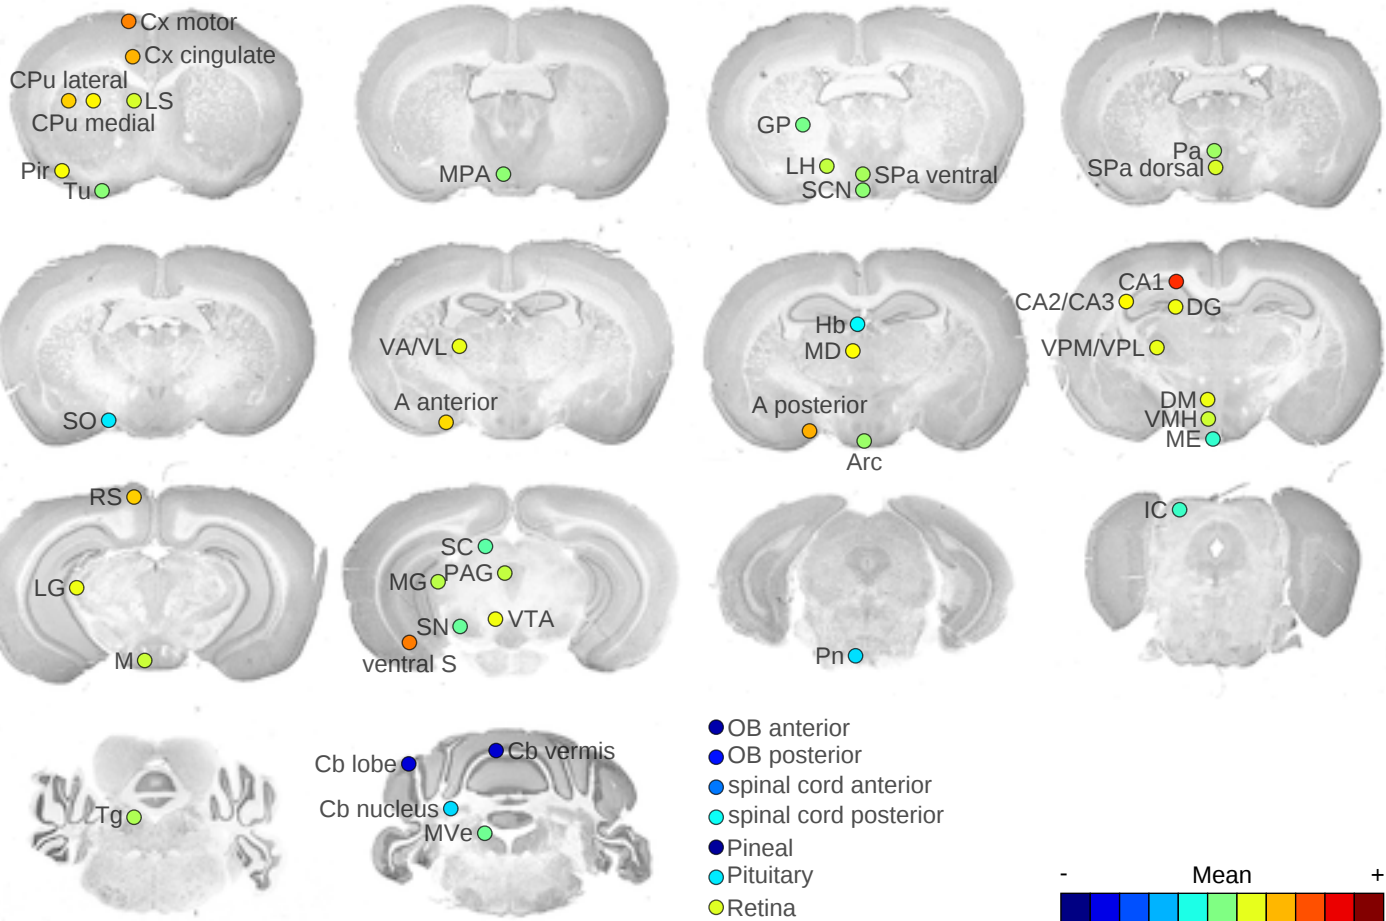 Cx motor
Cx cingulate
CPu lateral
LS
CPu medial
Pir
Tu
MPA
GP
LH
SPa ventral
SCN
Pa
SPa dorsal
SO
VA/VL
A anterior
Hb
MD
A posterior
Arc
CA1
CA2/CA3
DG
VPM/VPL
DM
VMH
ME
RS
LG
M
SC
MG
PAG
SN
VTA
ventral S
Pn
IC
Tg
Cb lobe
Cb vermis
Cb nucleus
MVe
OB anterior
OB posterior
spinal cord anterior
spinal cord posterior
Pineal
Pituitary
Retina
- Mean +